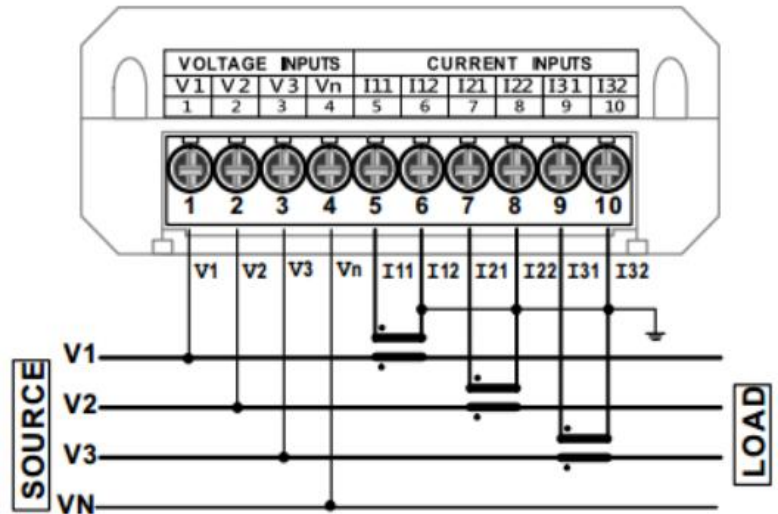 VOLTAGE INPUTS CURRENT INPUTS
V1 V2 V3 Vn I11 I12 I21 I22 I31 I32
1 2 3 4 5 6 7 8 9 10
1 2 3 4 5 6 7 8 9 10
V1 V2 V3 Vn I11 I12 I21 I22 I31 I32
V1
V2
V3
VN
SOURCE
LOAD